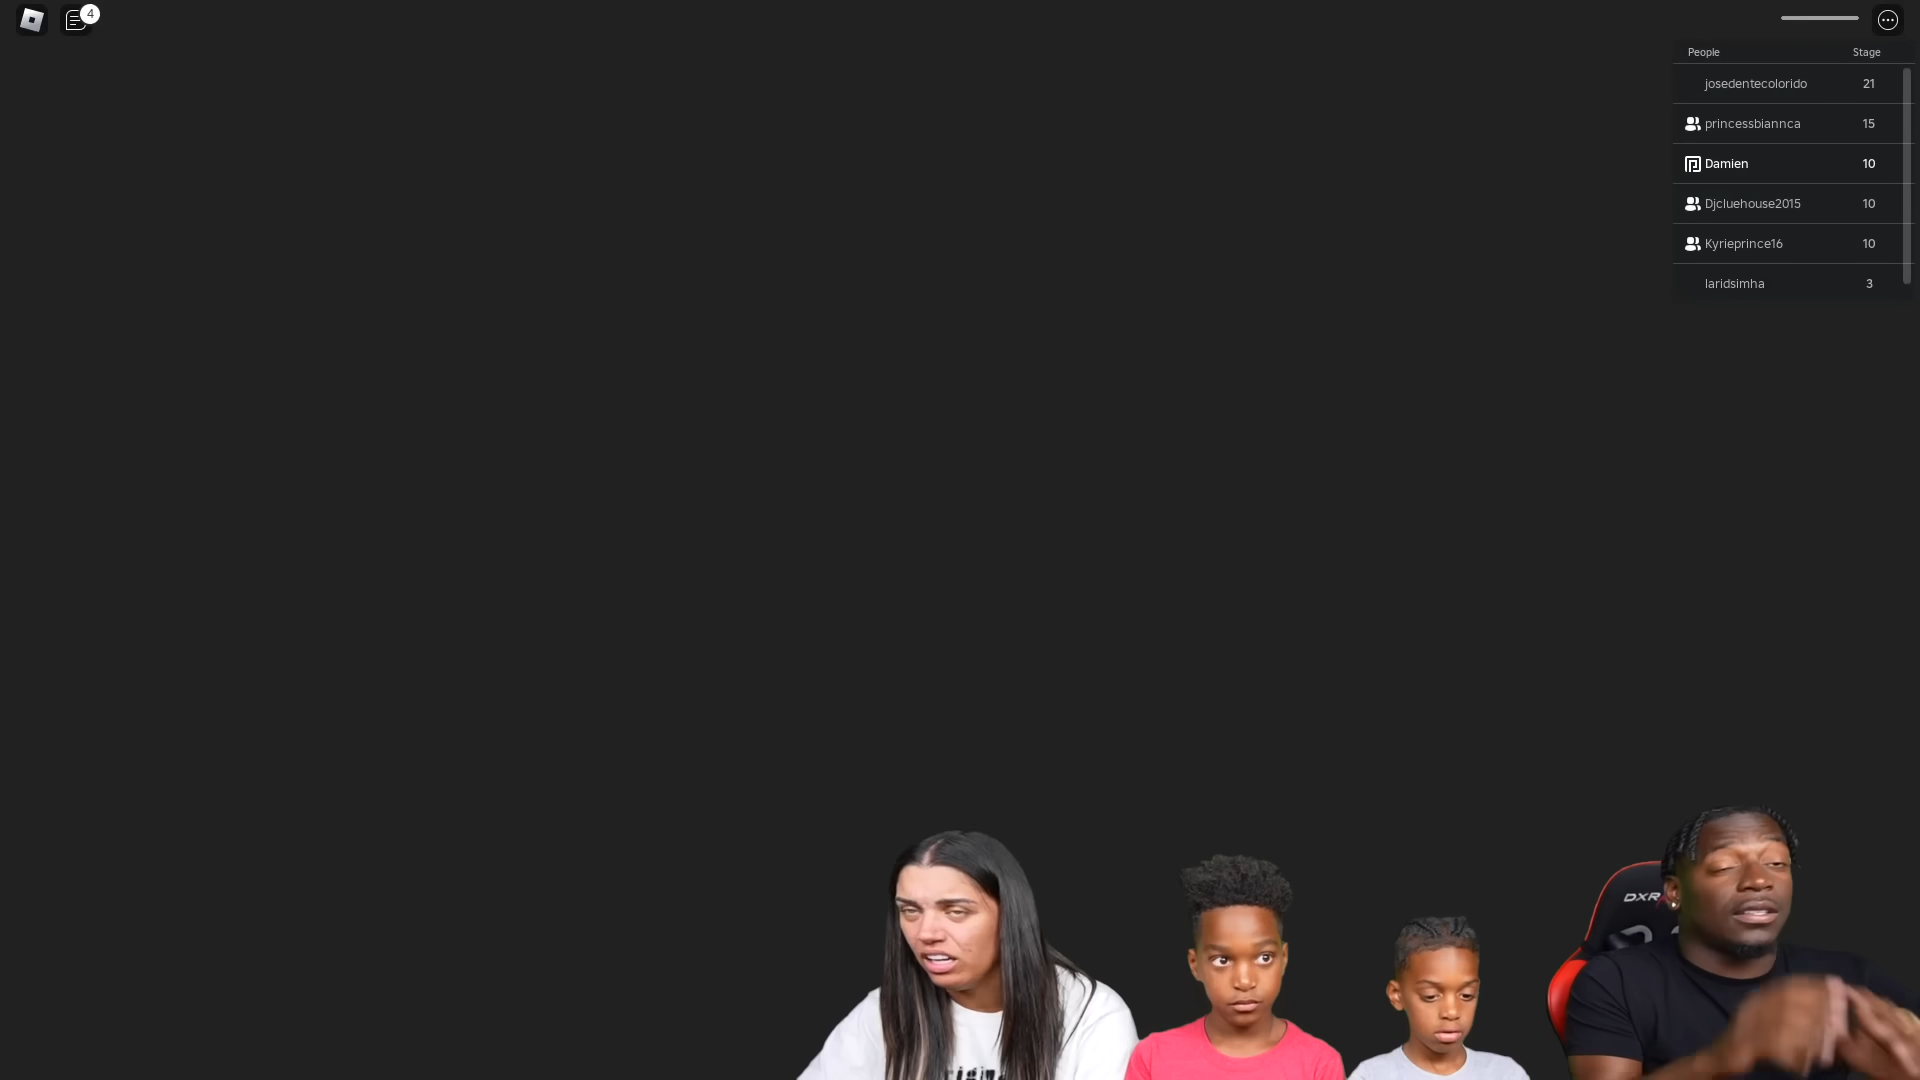 4
People Stage
josedentecolorido 21
princessbiannca 15
Damien 10
Djcluehouse2015 10
Kyrieprince16 10
laridsimha 3
DXR